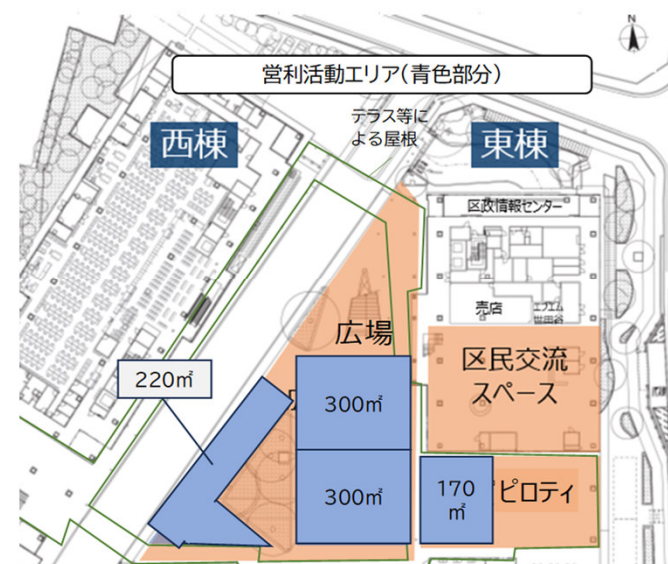 N
営利活動エリア(青色部分)
テラス等に
よる屋根
西棟
東棟
区政情報センター
売店
エフエム
世田谷
広場
区民交流
スペース
220㎡
300㎡
300㎡
170
㎡
ピロティ